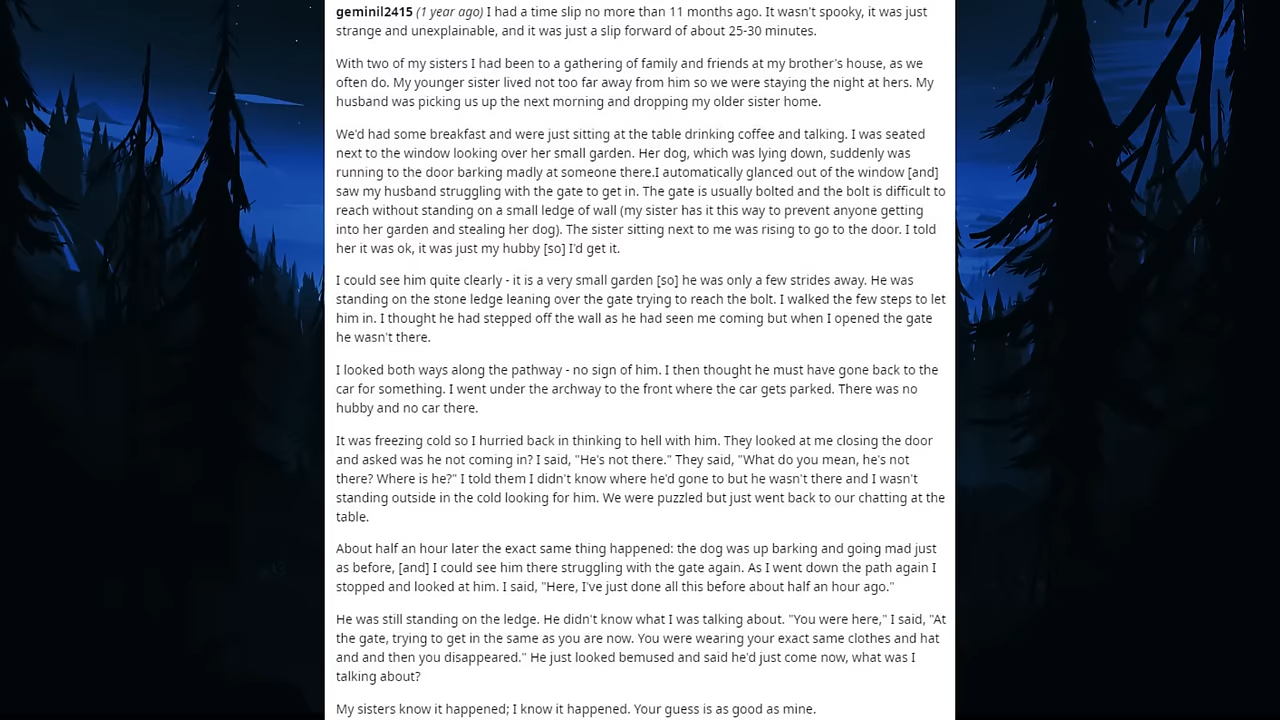 geminil2415 (1 year ago) I had a time slip no more than 11 months ago. It wasn't spooky, it was just
strange and unexplainable, and it was just a slip forward of about 25-30 minutes.
With two of my sisters I had been to a gathering of family and friends at my brother's house, as we
often do. My younger sister lived not too far away from him so we were staying the night at hers. My
husband was picking us up the next morning and dropping my older sister home.
We'd had some breakfast and were just sitting at the table drinking coffee and talking. I was seated
next to the window looking over her small garden. Her dog, which was lying down, suddenly was
running to the door barking madly at someone there.I automatically glanced out of the window [and]
saw my husband struggling with the gate to get in. The gate is usually bolted and the bolt is difficult to
reach without standing on a small ledge of wall (my sister has it this way to prevent anyone getting
into her garden and stealing her dog). The sister sitting next to me was rising to go to the door. I told
her it was ok, it was just my hubby [so] I'd get it.
I could see him quite clearly - it is a very small garden [so] he was only a few strides away. He was
standing on the stone ledge leaning over the gate trying to reach the bolt. I walked the few steps to let
him in. I thought he had stepped off the wall as he had seen me coming but when I opened the gate
he wasn't there.
I looked both ways along the pathway - no sign of him. I then thought he must have gone back to the
car for something. I went under the archway to the front where the car gets parked. There was no
hubby and no car there.
It was freezing cold so I hurried back in thinking to hell with him. They looked at me closing the door
and asked was he not coming in? I said, "He's not there." They said, "What do you mean, he's not
there? Where is he?" I told them I didn't know where he'd gone to but he wasn't there and I wasn't
standing outside in the cold looking for him. We were puzzled but just went back to our chatting at the
table.
About half an hour later the exact same thing happened: the dog was up barking and going mad just
as before, [and] I could see him there struggling with the gate again. As I went down the path again I
stopped and looked at him. I said, "Here, I've just done all this before about half an hour ago."
He was still standing on the ledge. He didn't know what I was talking about. "You were here," I said, "At
the gate, trying to get in the same as you are now. You were wearing your exact same clothes and hat
and and then you disappeared." He just looked bemused and said he'd just come now, what was I
talking about?
My sisters know it happened; I know it happened. Your guess is as good as mine.